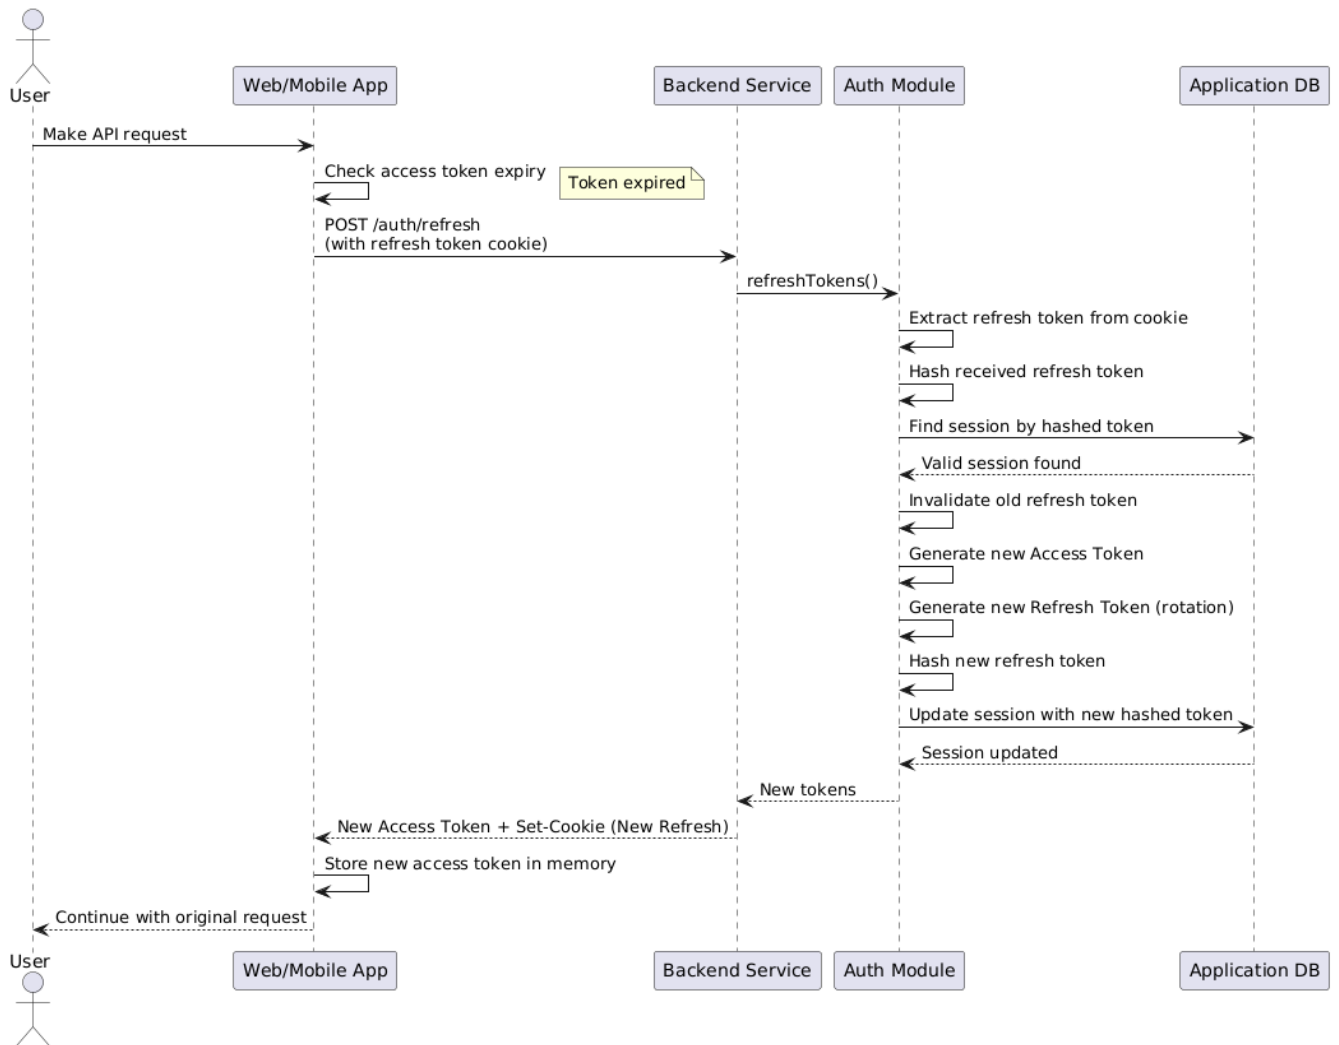 User
Web/Mobile App
Backend Service
Auth Module
Application DB
Make API request
Check access token expiry
Token expired
POST /auth/refresh
(with refresh token cookie)
refreshTokens()
Extract refresh token from cookie
Hash received refresh token
Find session by hashed token
Valid session found
Invalidate old refresh token
Generate new Access Token
Generate new Refresh Token (rotation)
Hash new refresh token
Update session with new hashed token
Session updated
New tokens
New Access Token + Set-Cookie (New Refresh)
Store new access token in memory
Continue with original request
User
Web/Mobile App
Backend Service
Auth Module
Application DB